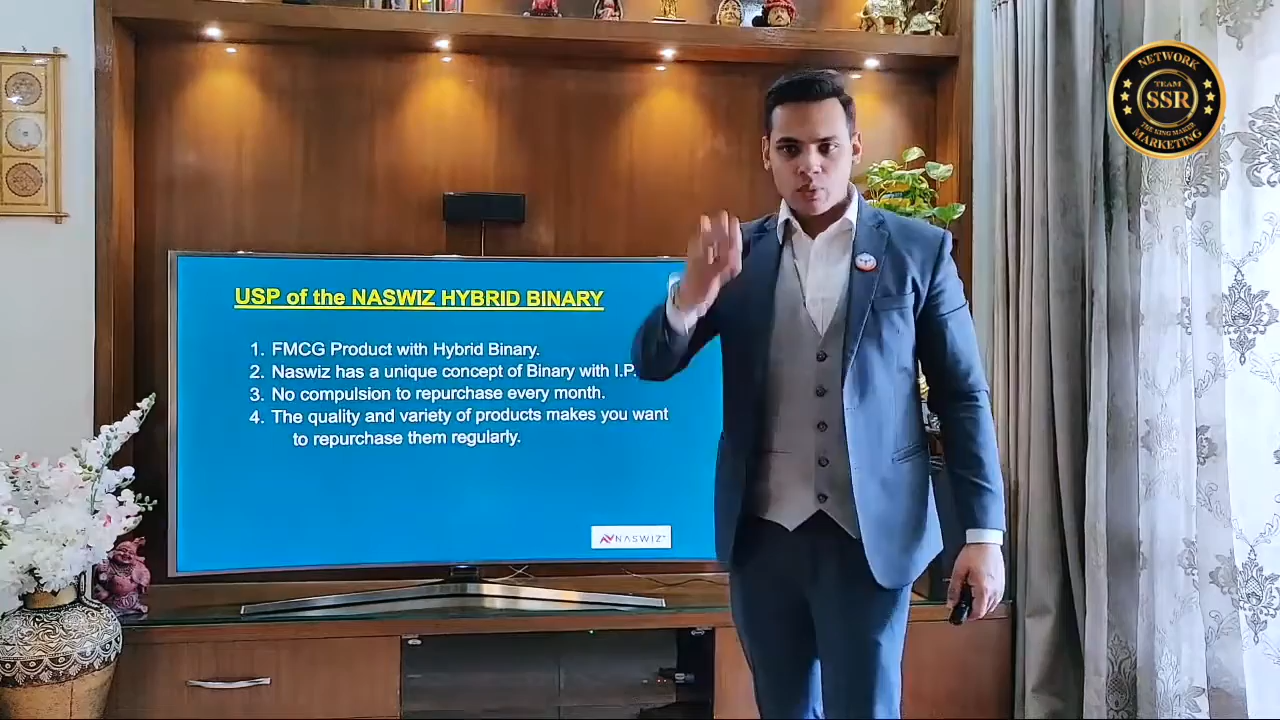 USP of the NASWIZ HYBRID BINARY
1. FMCG Product with Hybrid Binary.
2. Naswiz has a unique concept of Binary with I.P.
3. No compulsion to repurchase every month.
4. The quality and variety of products makes you want
to repurchase them regularly.
NASWIZ
NETWORK
TEAM
SSR
THE KING MAKER
MARKETING